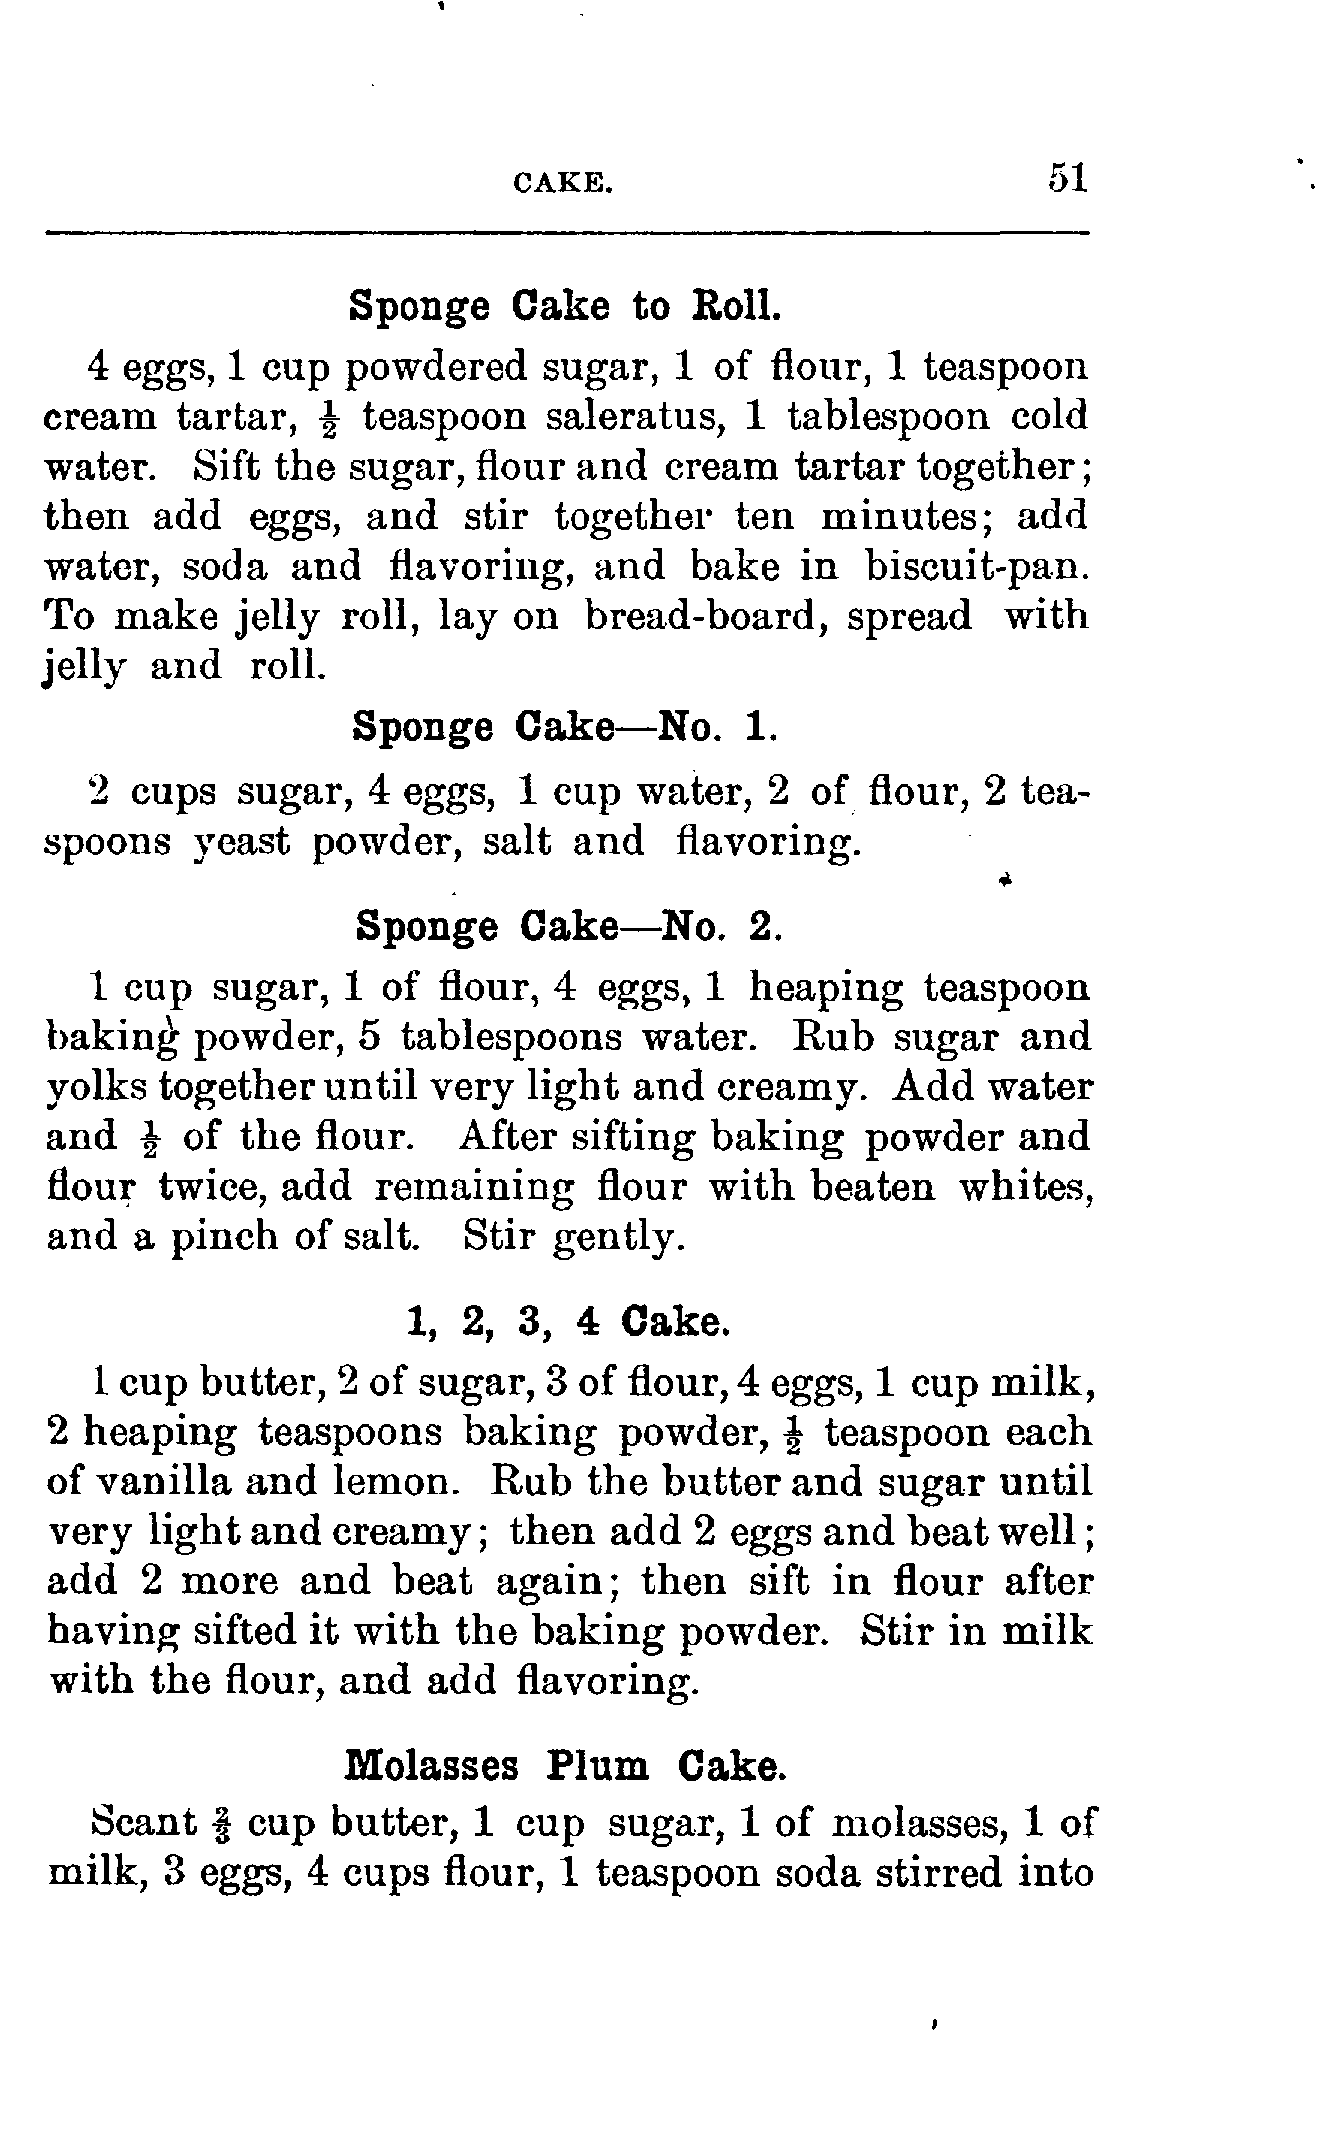 CAKE. 51
Sponge Cake to Roll.
4 eggs, 1 cup powdered sugar, 1 of flour, 1 teaspoon
cream tartar, ½ teaspoon saleratus, 1 tablespoon cold
water. Sift the sugar, flour and cream tartar together;
then add eggs, and stir together ten minutes; add
water, soda and flavoring, and bake in biscuit-pan.
To make jelly roll, lay on bread-board, spread with
jelly and roll.
Sponge Cake—No. 1.
2 cups sugar, 4 eggs, 1 cup water, 2 of flour, 2 tea-
spoons yeast powder, salt and flavoring.
Sponge Cake—No. 2.
1 cup sugar, 1 of flour, 4 eggs, 1 heaping teaspoon
baking powder, 5 tablespoons water. Rub sugar and
yolks together until very light and creamy. Add water
and ½ of the flour. After sifting baking powder and
flour twice, add remaining flour with beaten whites,
and a pinch of salt. Stir gently.
1, 2, 3, 4 Cake.
1 cup butter, 2 of sugar, 3 of flour, 4 eggs, 1 cup milk,
2 heaping teaspoons baking powder, ½ teaspoon each
of vanilla and lemon. Rub the butter and sugar until
very light and creamy; then add 2 eggs and beat well;
add 2 more and beat again; then sift in flour after
having sifted it with the baking powder. Stir in milk
with the flour, and add flavoring.
Molasses Plum Cake.
Scant ⅔ cup butter, 1 cup sugar, 1 of molasses, 1 of
milk, 3 eggs, 4 cups flour, 1 teaspoon soda stirred into